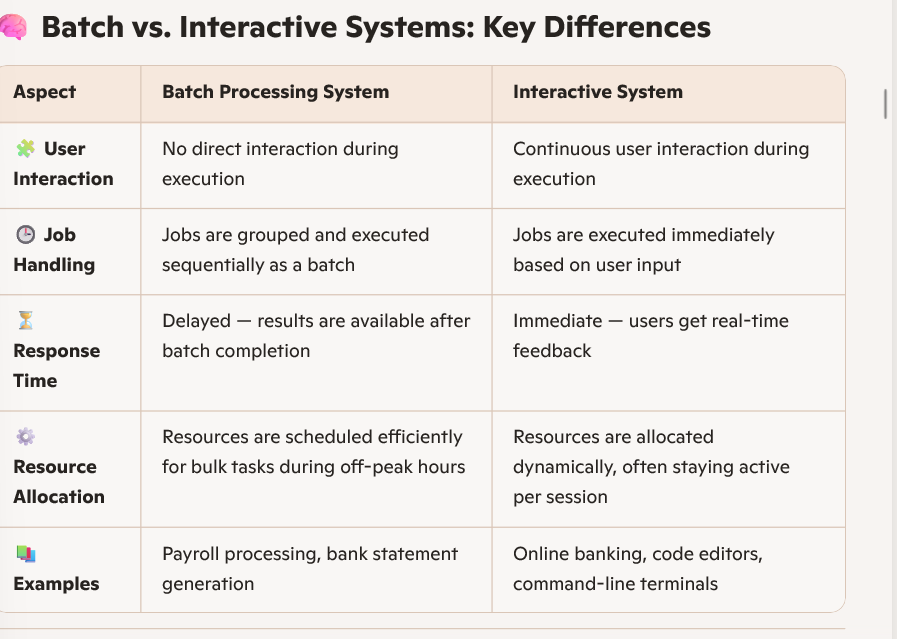 🧠 Batch vs. Interactive Systems: Key Differences
Aspect
Batch Processing System
Interactive System
🧩 User
Interaction
No direct interaction during
execution
Continuous user interaction during
execution
🕒 Job
Handling
Jobs are grouped and executed
sequentially as a batch
Jobs are executed immediately
based on user input
⏳
Response
Time
Delayed — results are available after
batch completion
Immediate — users get real-time
feedback
⚙️
Resource
Allocation
Resources are scheduled efficiently
for bulk tasks during off-peak hours
Resources are allocated
dynamically, often staying active
per session
📚
Examples
Payroll processing, bank statement
generation
Online banking, code editors,
command-line terminals